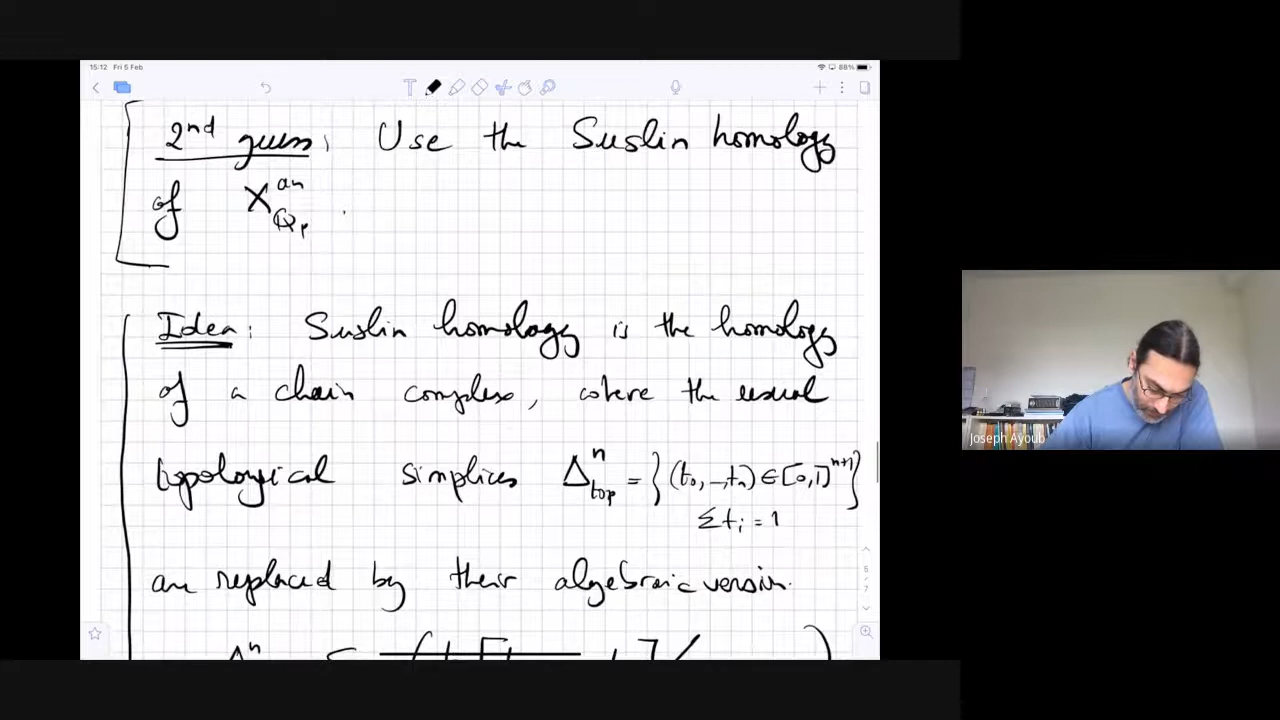 15:12 Fri 5 Feb
88%
2nd guess: Use the Suslin homology
of X^an_Qp.
Idea: Suslin homology is the homology
of a chain complex, where the usual
topological simplices Δ^n_top = {(t0, –, tn) ∈ [0,1]^n+1}
Σti = 1
are replaced by their algebraic version.
Δ^n
Joseph Ayoub
5
/
7